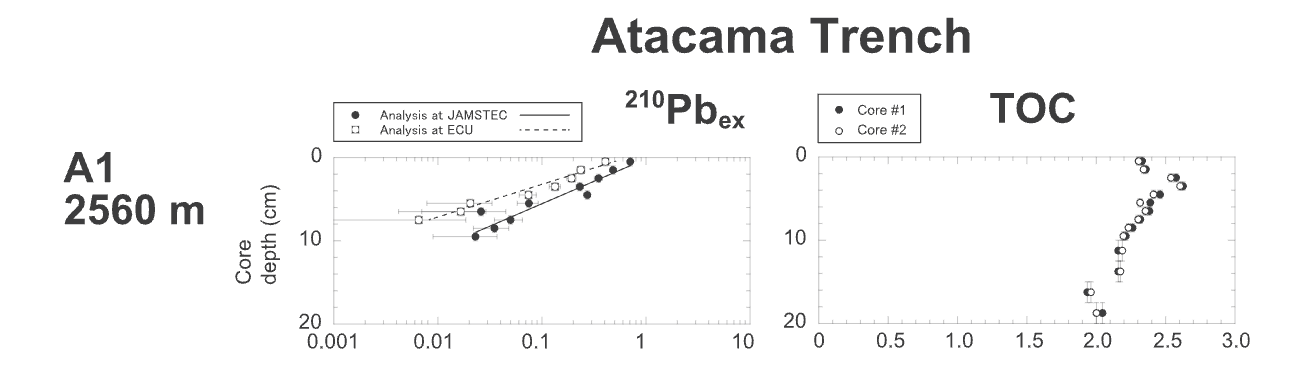 Atacama Trench
210Pbex
TOC
Analysis at JAMSTEC
Analysis at ECU
Core #1
Core #2
A1
2560 m
Core
depth (cm)
0
10
20
0.001 0.01 0.1 1 10
0
10
20
0 0.5 1.0 1.5 2.0 2.5 3.0